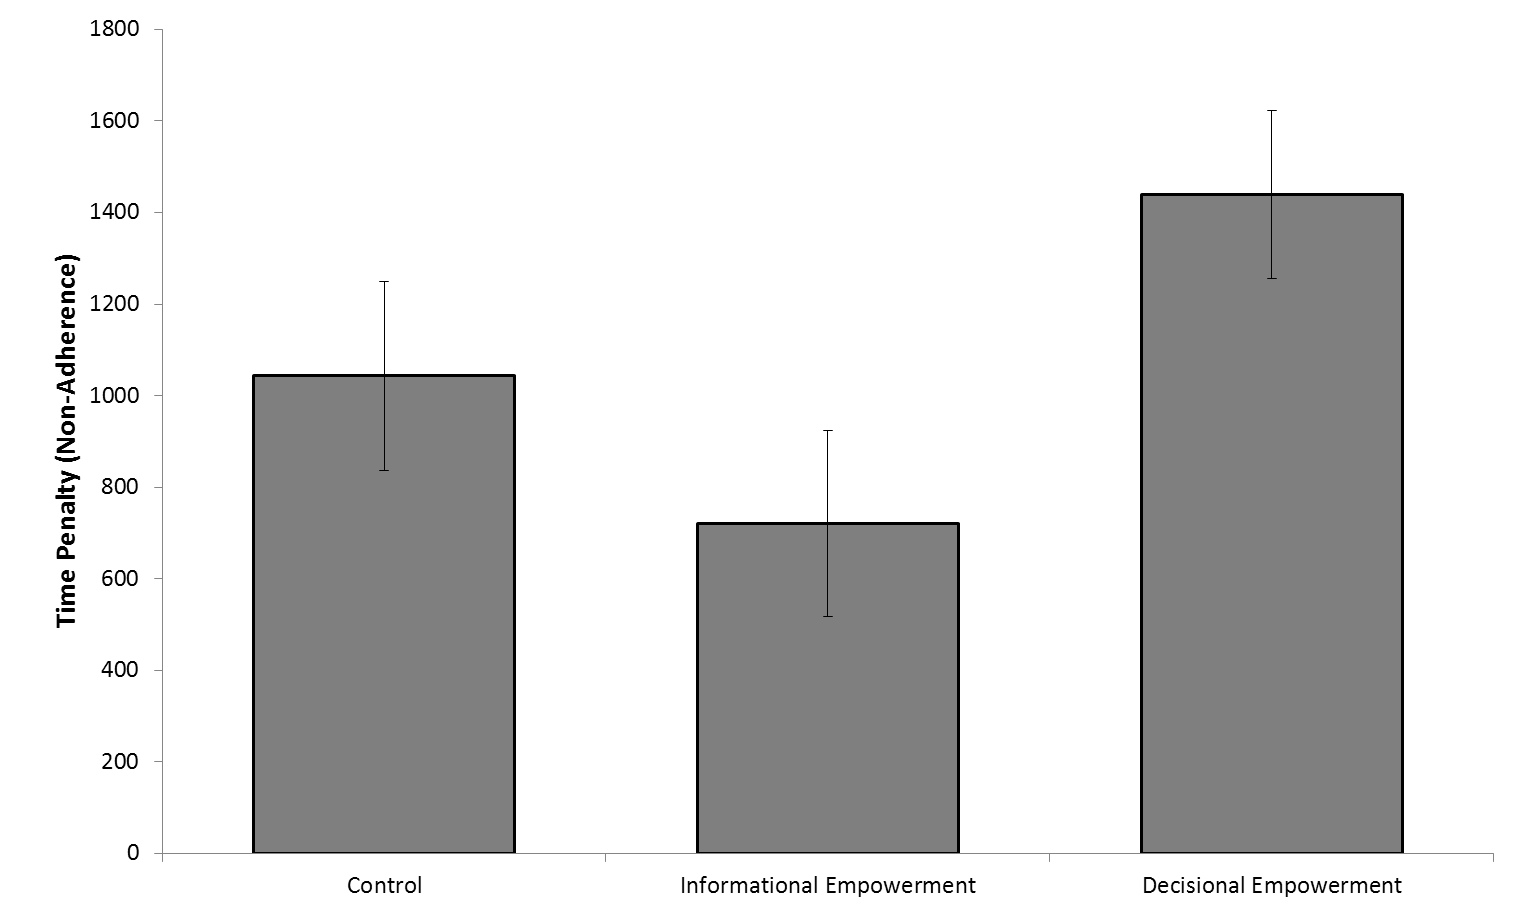 1800
1600
1400
1200
1000
800
600
400
200
0
Time Penalty (Non-Adherence)
Control
Informational Empowerment
Decisional Empowerment